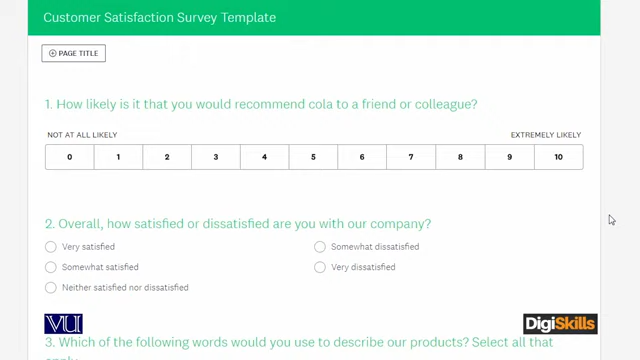 Customer Satisfaction Survey Template
PAGE TITLE
1. How likely is it that you would recommend cola to a friend or colleague?
NOT AT ALL LIKELY EXTREMELY LIKELY
0 1 2 3 4 5 6 7 8 9 10
2. Overall, how satisfied or dissatisfied are you with our company?
Very satisfied Somewhat dissatisfied
Somewhat satisfied Very dissatisfied
Neither satisfied nor dissatisfied
VU DigiSkills
3. Which of the following words would you use to describe our products? Select all that
apply.